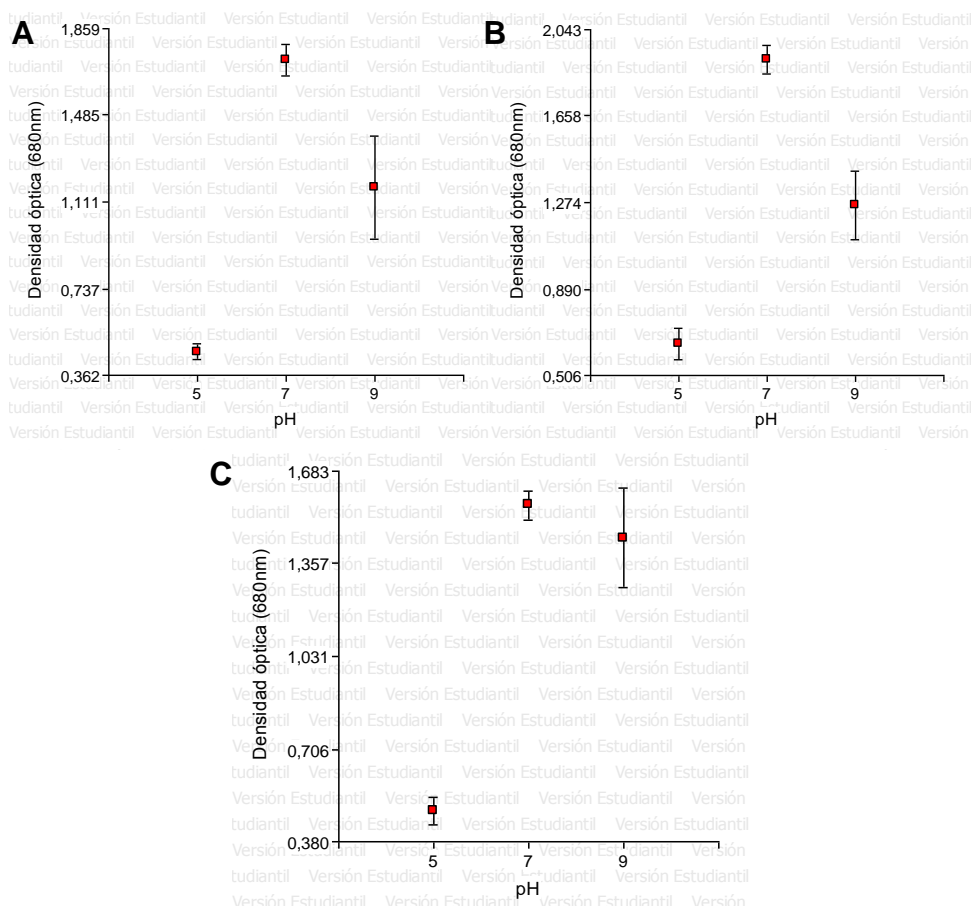 A
1,859
1,485
1,111
0,737
0,362
Densidad óptica (680nm)
5 7 9
pH
B
2,043
1,658
1,274
0,890
0,506
Densidad óptica (680nm)
5 7 9
pH
C
1,683
1,357
1,031
0,706
0,380
Densidad óptica (680nm)
5 7 9
pH
Versión Estudiantil